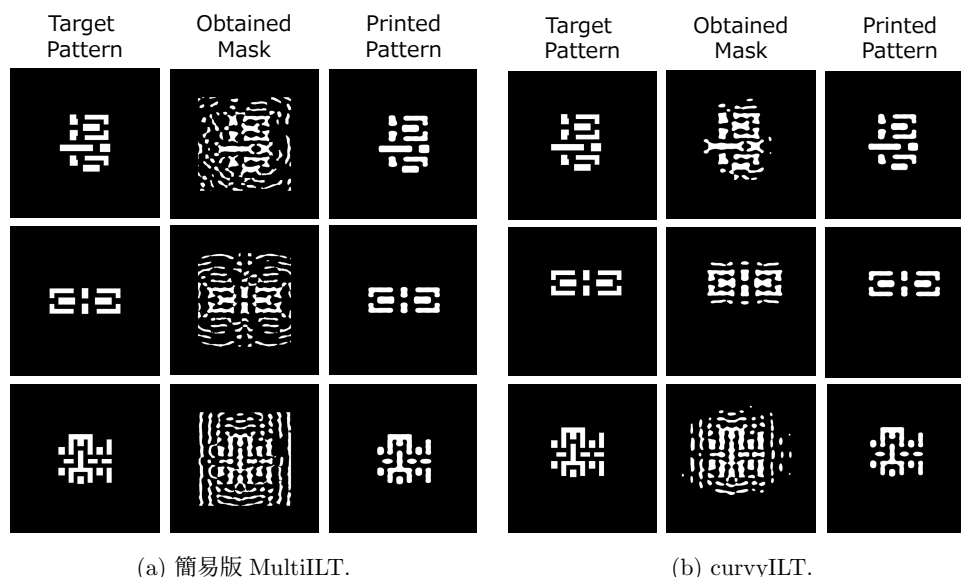 Target Pattern
Obtained Mask
Printed Pattern
Target Pattern
Obtained Mask
Printed Pattern
(a) 簡易版 MultiILT.
(b) curvyILT.